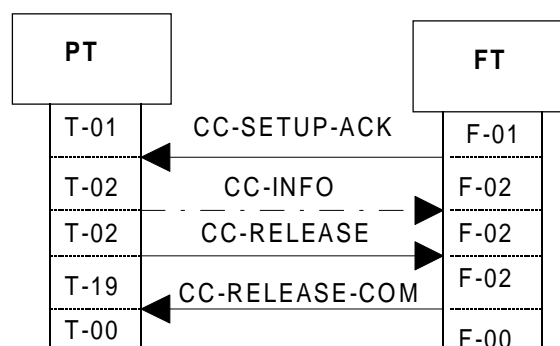 PT FT
T-01 CC-SETUP-ACK F-01
T-02 CC-INFO F-02
T-02 CC-RELEASE F-02
T-19 CC-RELEASE-COM F-02
T-00 F-00